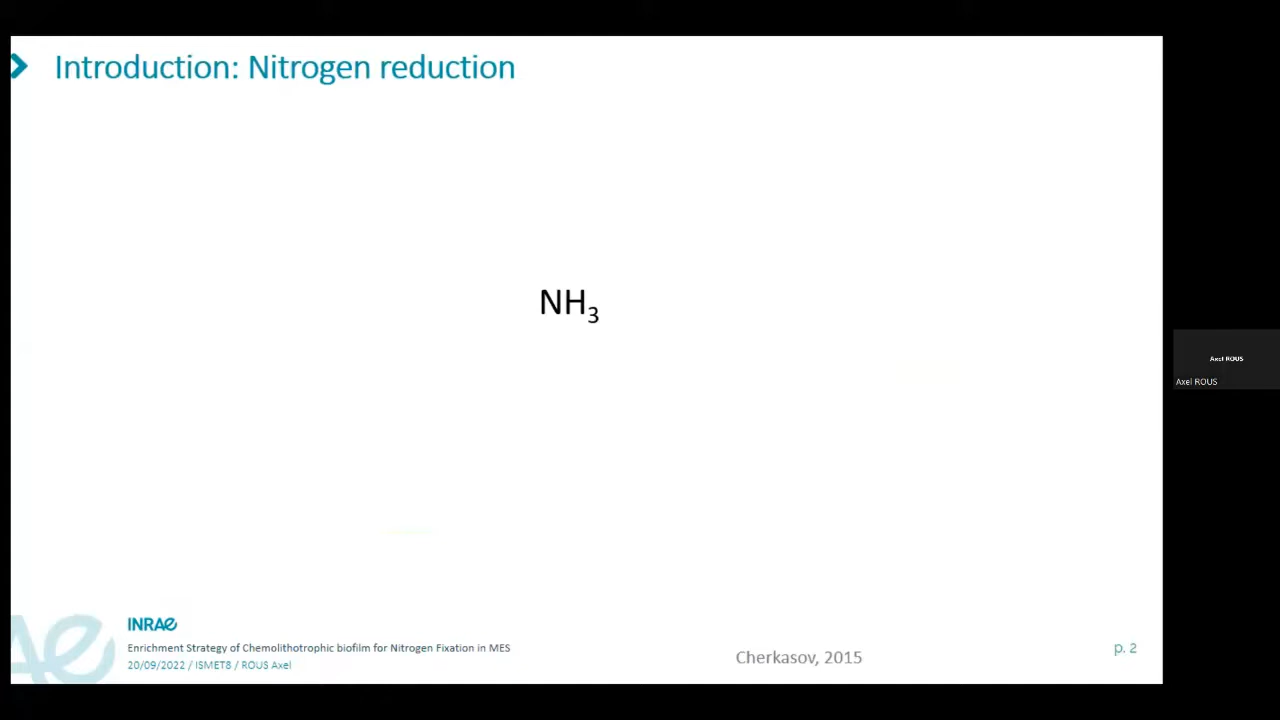 Introduction: Nitrogen reduction
NH₃
Axel ROUS
Axel ROUS
INRAE
Enrichment Strategy of Chemolithotrophic biofilm for Nitrogen Fixation in MES
20/09/2022 / ISMET8 / ROUS Axel
Cherkasov, 2015
p. 2